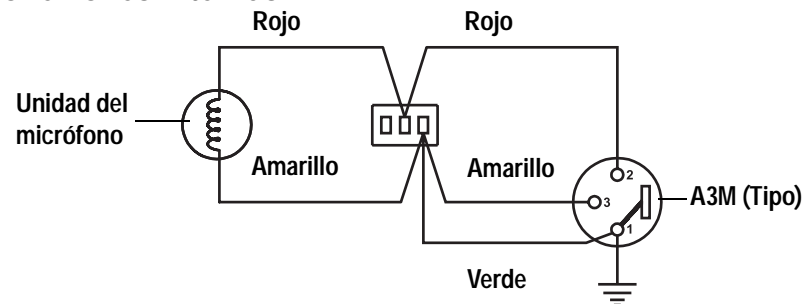 Rojo
Rojo
Unidad del
micrófono
Amarillo
Amarillo
2
3
1
A3M (Tipo)
Verde